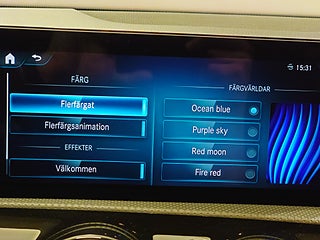 15:31
FÄRG
Flerfärgat
Flerfärgsanimation
EFFEKTER
Välkommen
FÄRGVÄRLDAR
Ocean blue
Purple sky
Red moon
Fire red